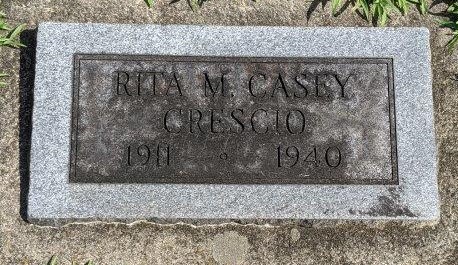 RITA M. CASEY
CRESCIO
1911 o 1940